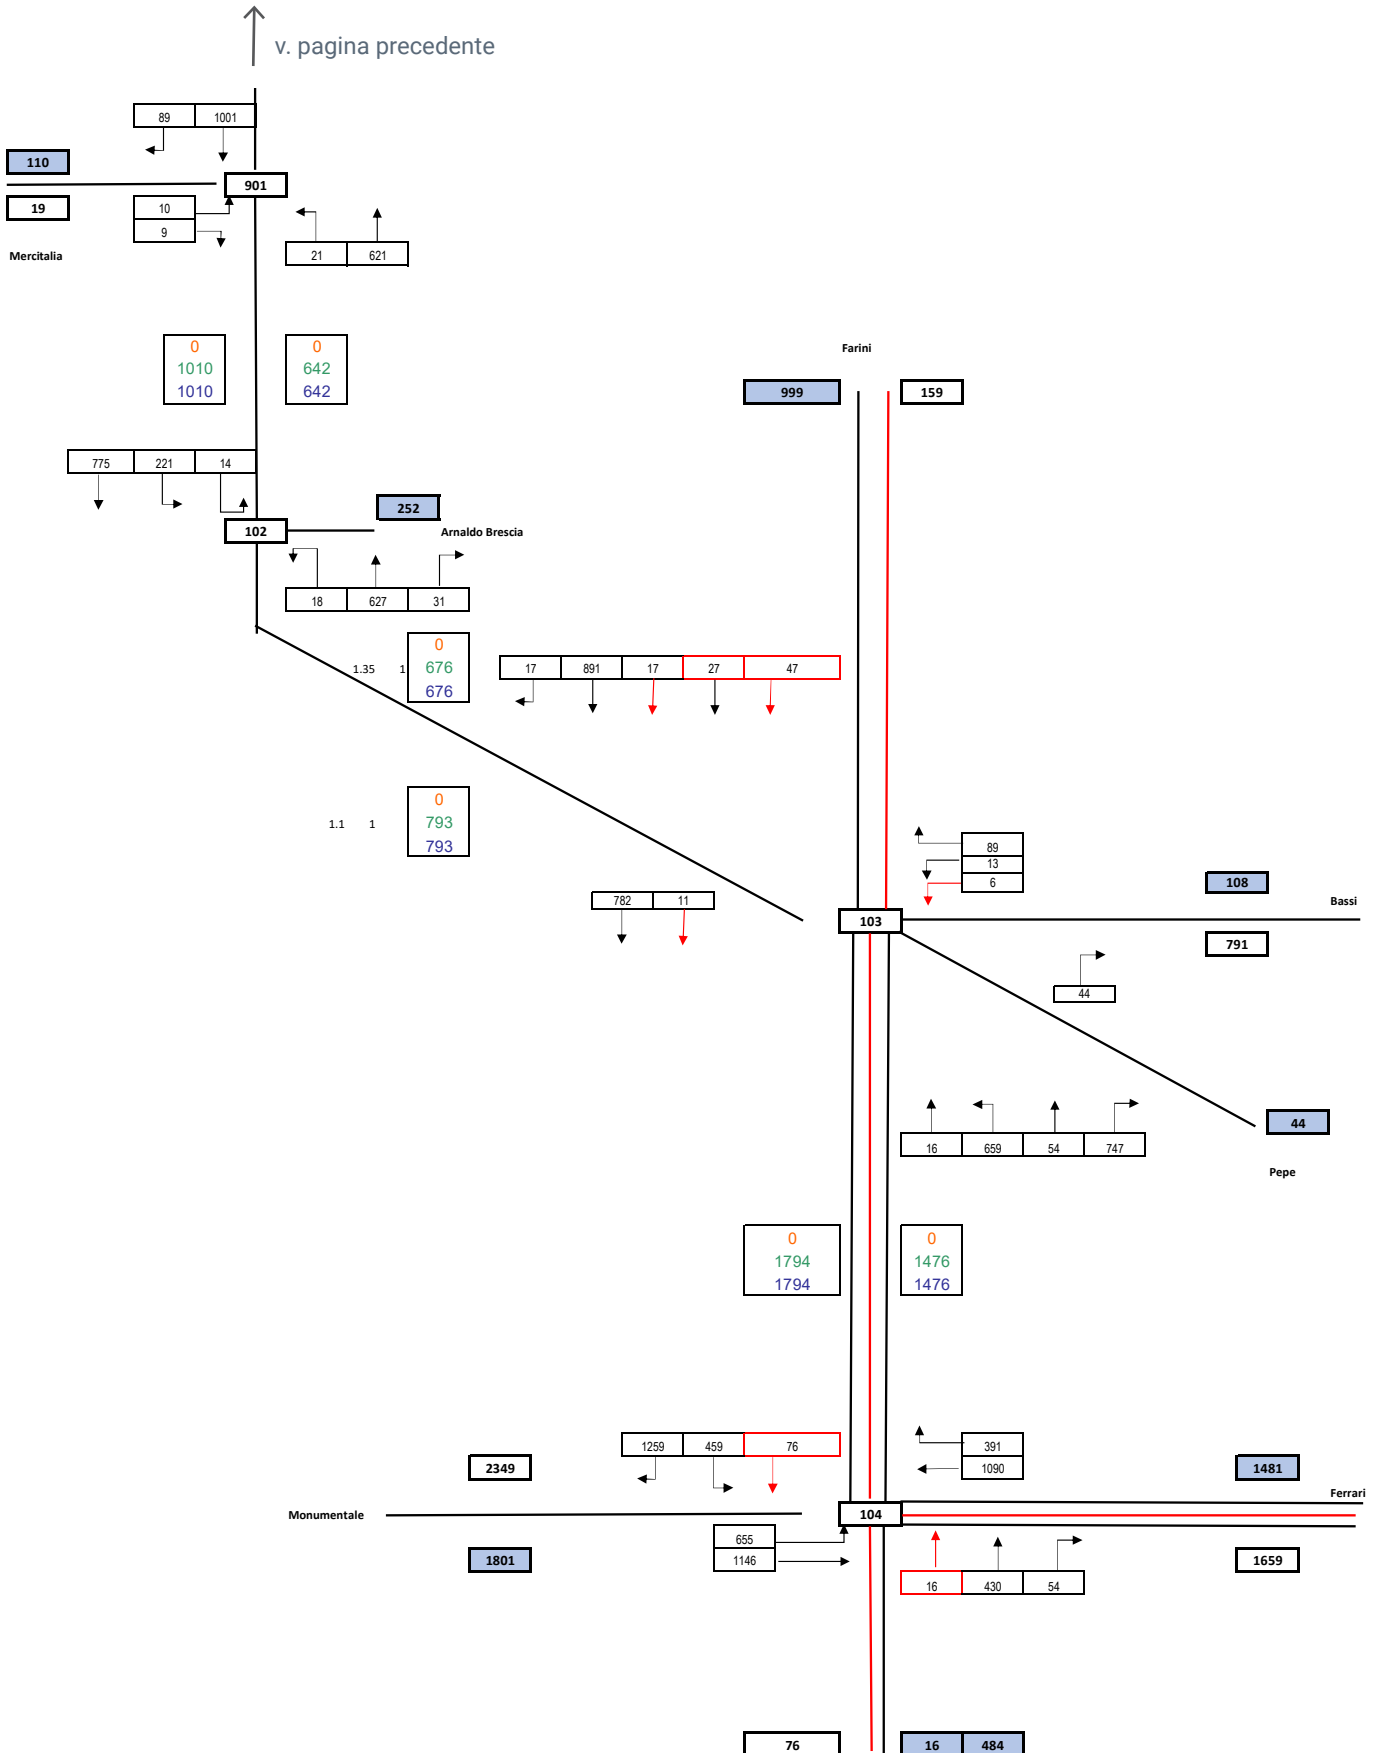 v. pagina precedente
89 1001
110
901
19
10
9
21 621
Mercitalia
0 0
1010 642
1010 642
Farini
999 159
775 221 14
252
102
Arnaldo Brescia
18 627 31
0
1.35 1 676
676
17 891 17 27 47
0
1.1 1 793
793
89
13
6
108
782 11
Bassi
103
791
44
44
16 659 54 747
Pepe
0 0
1794 1476
1794 1476
1259 459 76
391
1090
2349
1481
Ferrari
Monumentale
104
655
1146
1801
1659
16 430 54
76 16 484